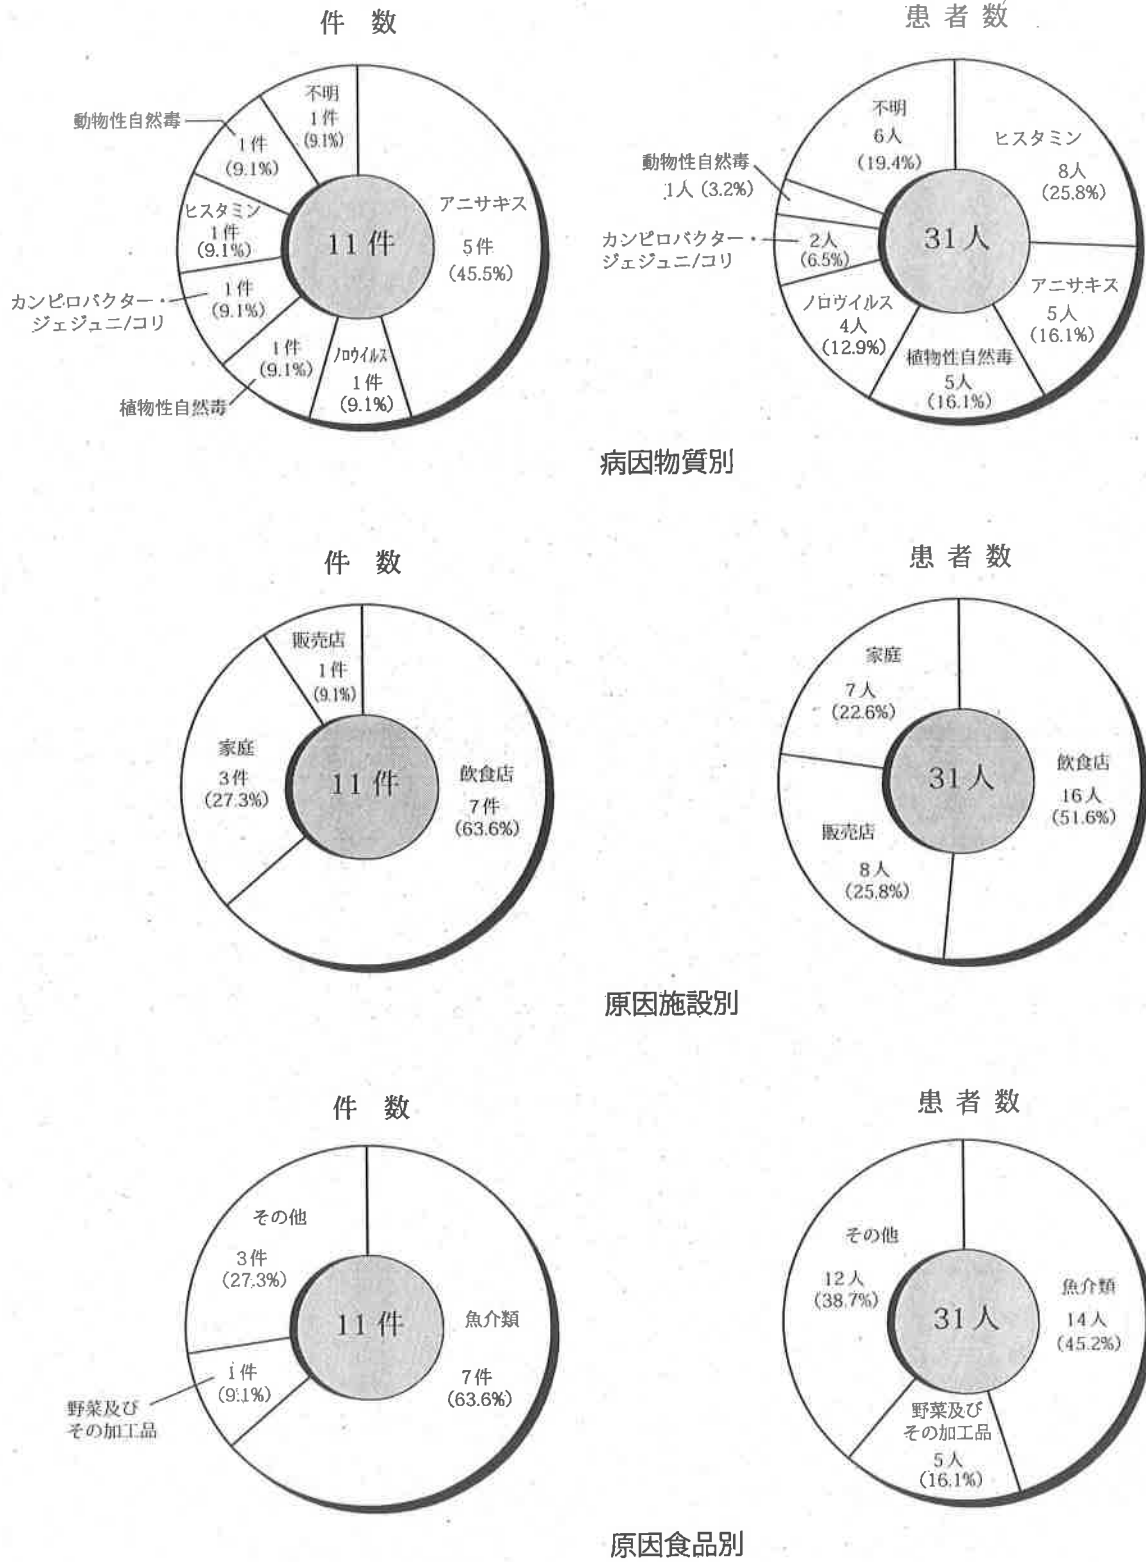 件 数
不明
1件
(9.1%)
動物性自然毒
1件
(9.1%)
ヒスタミン
1件
(9.1%)
カンピロバクター・
ジェジュニ/コリ
1件
(9.1%)
植物性自然毒
1件
(9.1%)
ノロウイルス
1件
(9.1%)
アニサキス
5件
(45.5%)
11件
患者数
不明
6人
(19.4%)
動物性自然毒
1人 (3.2%)
カンピロバクター・
ジェジュニ/コリ
2人
(6.5%)
ノロウイルス
4人
(12.9%)
植物性自然毒
5人
(16.1%)
アニサキス
5人
(16.1%)
ヒスタミン
8人
(25.8%)
31人
病因物質別
件 数
販売店
1件
(9.1%)
家庭
3件
(27.3%)
飲食店
7件
(63.6%)
11件
患者数
家庭
7人
(22.6%)
販売店
8人
(25.8%)
飲食店
16人
(51.6%)
31人
原因施設別
件 数
その他
3件
(27.3%)
野菜及び
その加工品
1件
(9.1%)
魚介類
7件
(63.6%)
11件
患者数
その他
12人
(38.7%)
野菜及び
その加工品
5人
(16.1%)
魚介類
14人
(45.2%)
31人
原因食品別